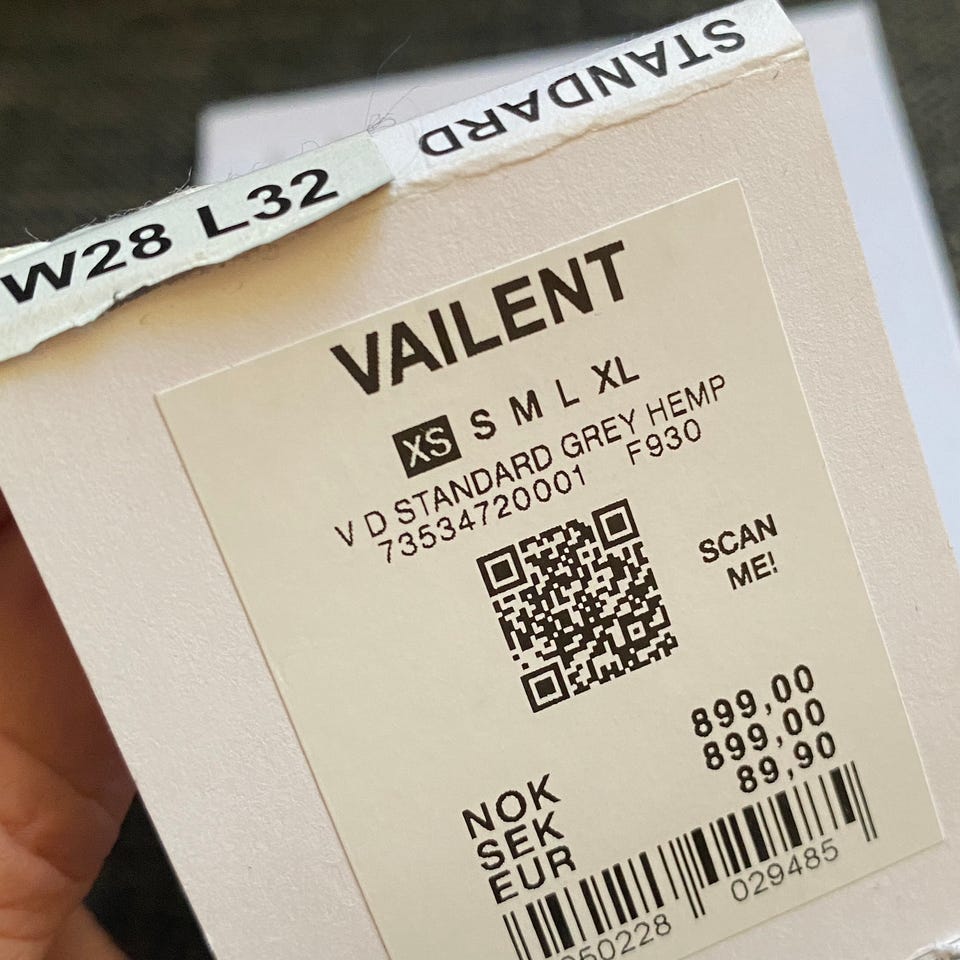 STANDARD
W28 L32
VAILENT
XS S M L XL
V D STANDARD GREY HEMP
73534720001 F930
SCAN
ME!
NOK 899,00
SEK 899,00
EUR 89,90
050228 029485